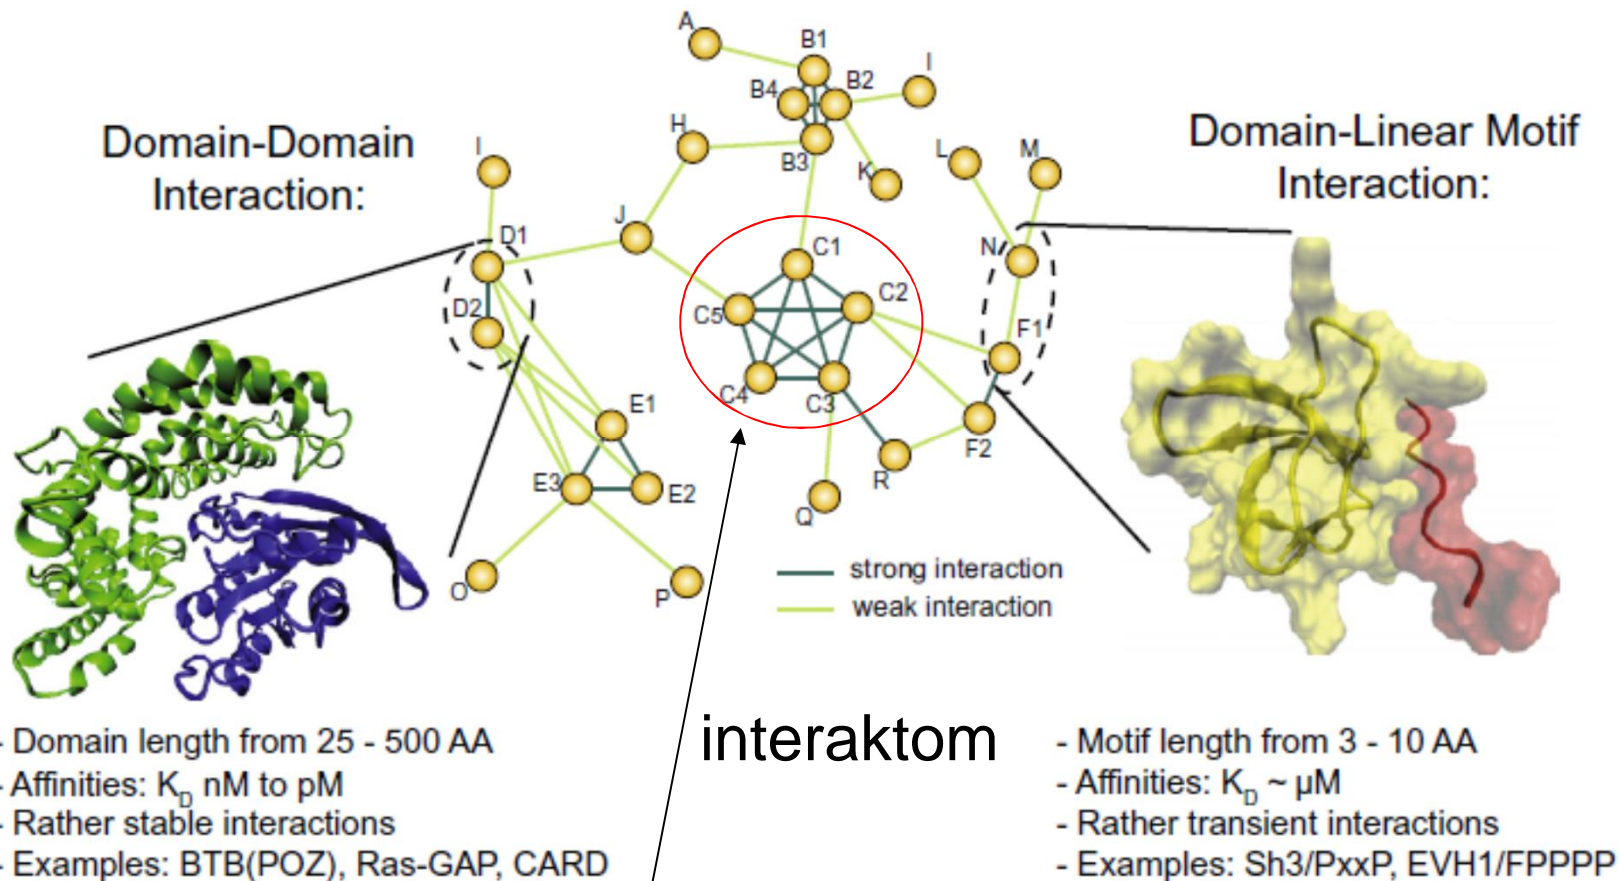 A
B1
B4
B2
I
H
B3
K
L
M
Domain-Domain
Interaction:
Domain-Linear Motif
Interaction:
I
D1
J
N
C1
C2
D2
C5
F1
C4
C3
E1
F2
E3
E2
R
Q
O
P
strong interaction
weak interaction
interaktom
- Domain length from 25 - 500 AA
- Affinities: KD nM to pM
- Rather stable interactions
- Examples: BTB(POZ), Ras-GAP, CARD
- Motif length from 3 - 10 AA
- Affinities: KD ~ µM
- Rather transient interactions
- Examples: Sh3/PxxP, EVH1/FPPPP